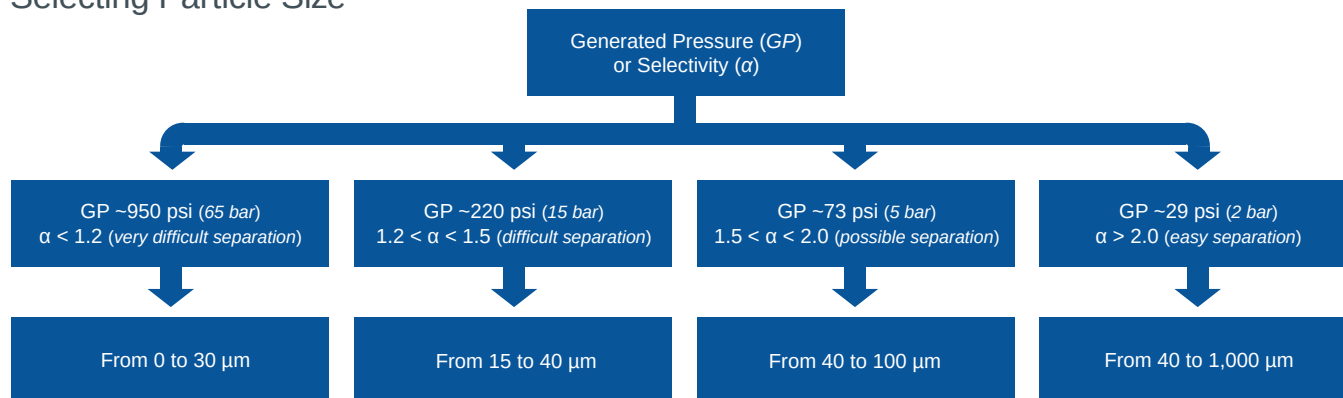 Selecting Particle Size
Generated Pressure (GP)
or Selectivity (α)
GP ~950 psi (65 bar)
α < 1.2 (very difficult separation)
GP ~220 psi (15 bar)
1.2 < α < 1.5 (difficult separation)
GP ~73 psi (5 bar)
1.5 < α < 2.0 (possible separation)
GP ~29 psi (2 bar)
α > 2.0 (easy separation)
From 0 to 30 µm
From 15 to 40 µm
From 40 to 100 µm
From 40 to 1,000 µm